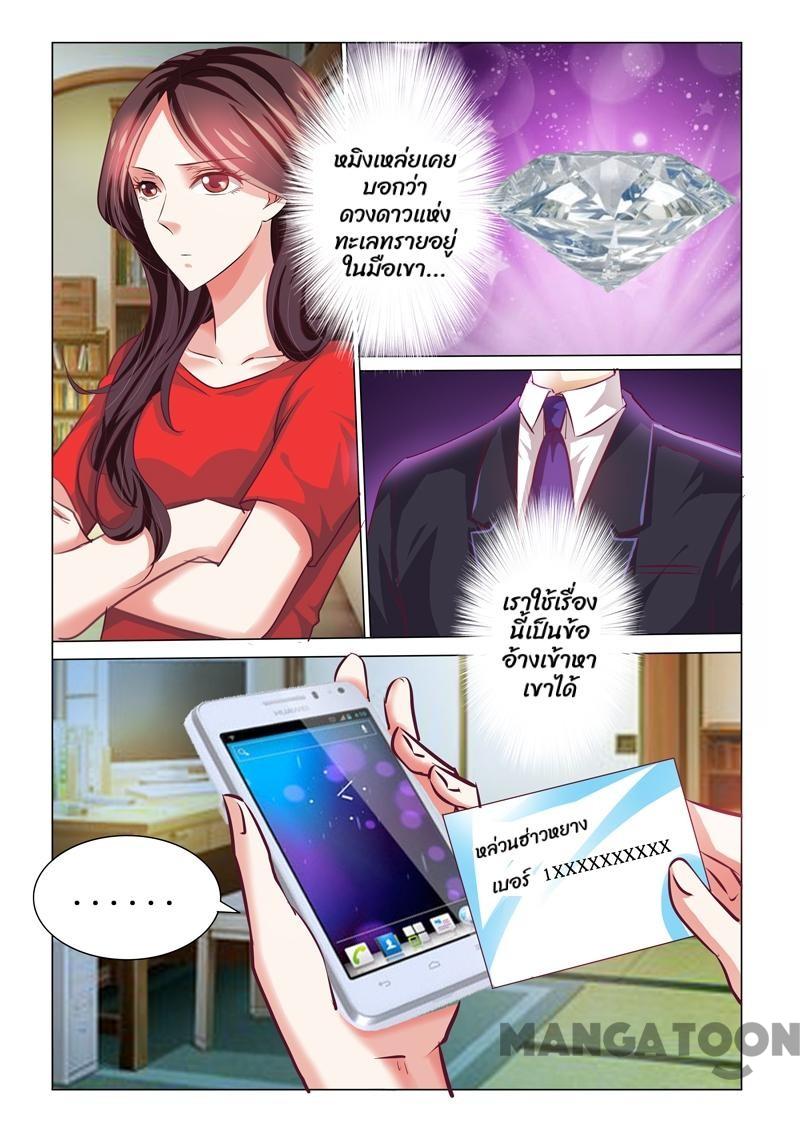 หมิงเหล่ยเคย
บอกว่า
ดวงดาวแห่ง
ทะเลทรายอยู่
ในมือเขา...
เราใช้เรื่อง
นี้เป็นข้อ
อ้างเข้าหา
เขาได้
HUAWEI
หล่วนฮ่าวหยาง
เบอร์ 1XXXXXXXXXX
......
MANGATOON